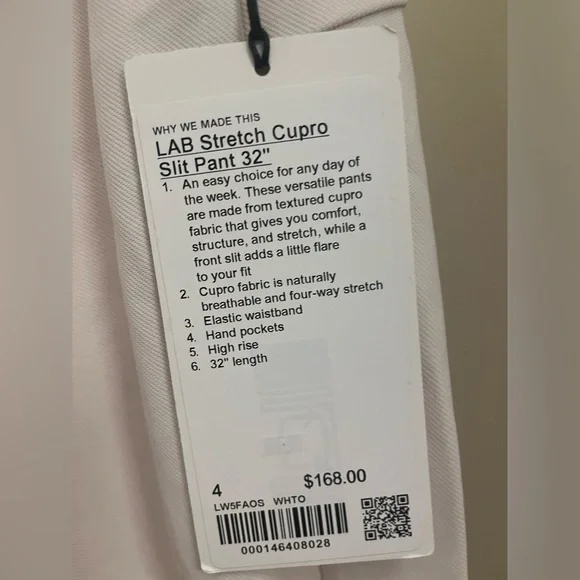 WHY WE MADE THIS
LAB Stretch Cupro
Slit Pant 32"
1. An easy choice for any day of
the week. These versatile pants
are made from textured cupro
fabric that gives you comfort,
structure, and stretch, while a
front slit adds a little flare
to your fit
2. Cupro fabric is naturally
breathable and four-way stretch
3. Elastic waistband
4. Hand pockets
5. High rise
6. 32" length
4 $168.00
LW5FAOS WHTO
000146408028